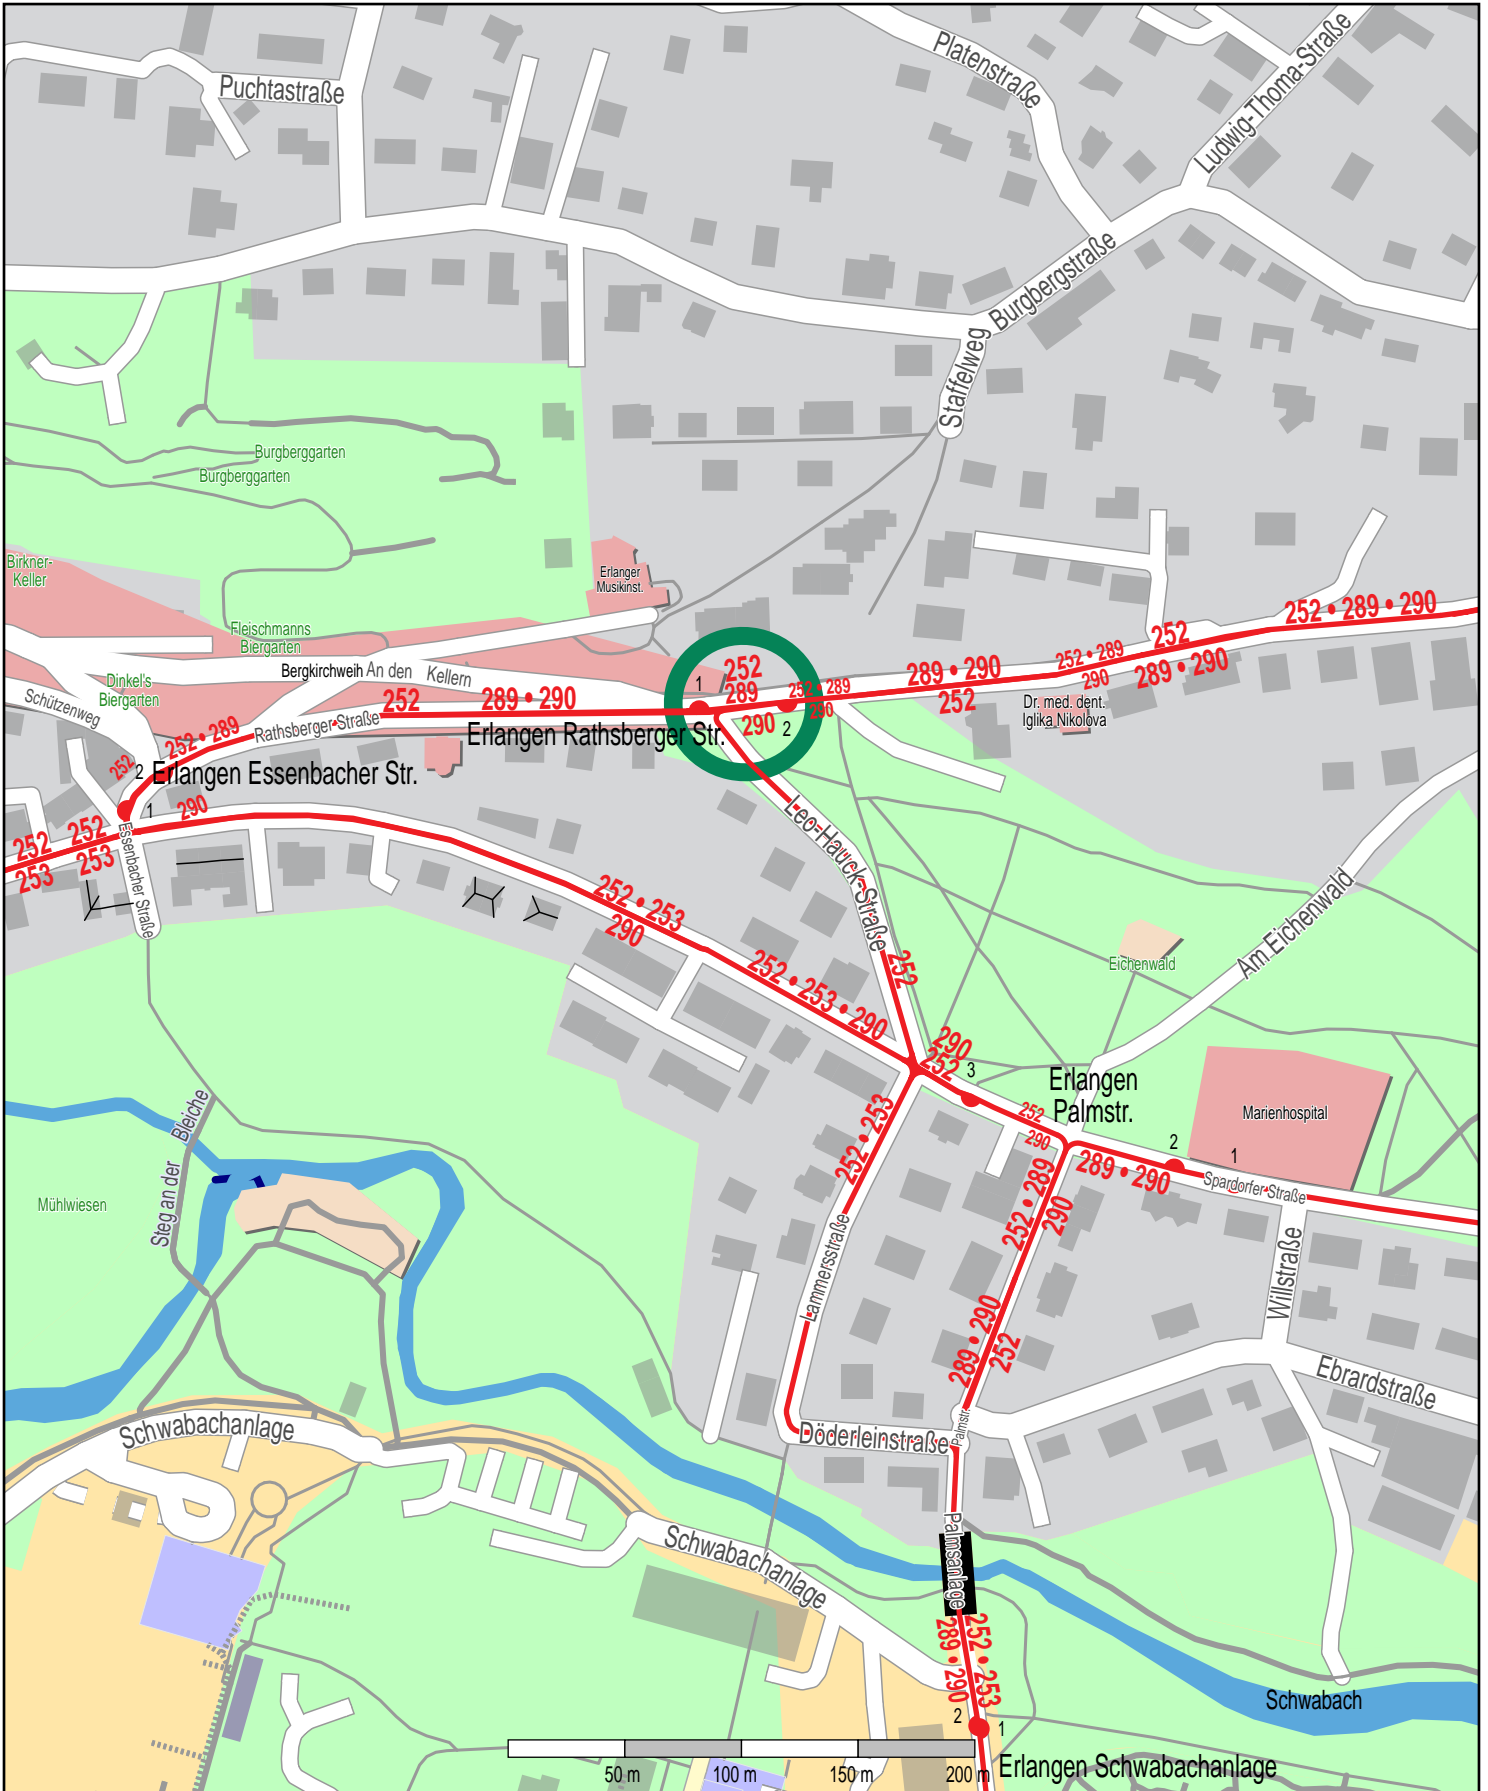 Puchtastraße
Platenstraße
Ludwig-Thoma-Straße
Burgbergstraße
Staffelweg
Burgberggarten
Burgberggarten
Birkner-
Keller
Erlanger
Musikinst.
Fleischmanns
Biergarten
Dinkel's
Biergarten
Bergkirchweih
An den Kellern
Schützenweg
Rathsberger-Straße
252
289 • 290
Erlangen Rathsberger Str.
1
252
289
290
2
252 • 289
290
289 • 290
252
252 • 289
290
252
289 • 290
252 • 289 • 290
Dr. med. dent.
Iglika Nikolova
252 • 289
252
2
Erlangen Essenbacher Str.
1
290
252
252
253
253
Essenbacher Straße
Leo-Hauck-Straße
252
252 • 253
290
252 • 253 • 290
Am Eichenwald
Eichenwald
290
252
3
Erlangen
Palmstr.
252
290
Marienhospital
2
1
289 • 290
Spardorfer Straße
252 • 253
252 • 289
290
Steg an der Bleiche
Mühlwiesen
Lammersstraße
Willstraße
289 • 290
252
Ebrardstraße
Schwabachanlage
Döderleinstraße
Palmstr.
Palmsanlage
Schwabachanlage
289 • 290
252 • 253
Schwabach
2
1
Erlangen Schwabachanlage
50 m
100 m
150 m
200 m